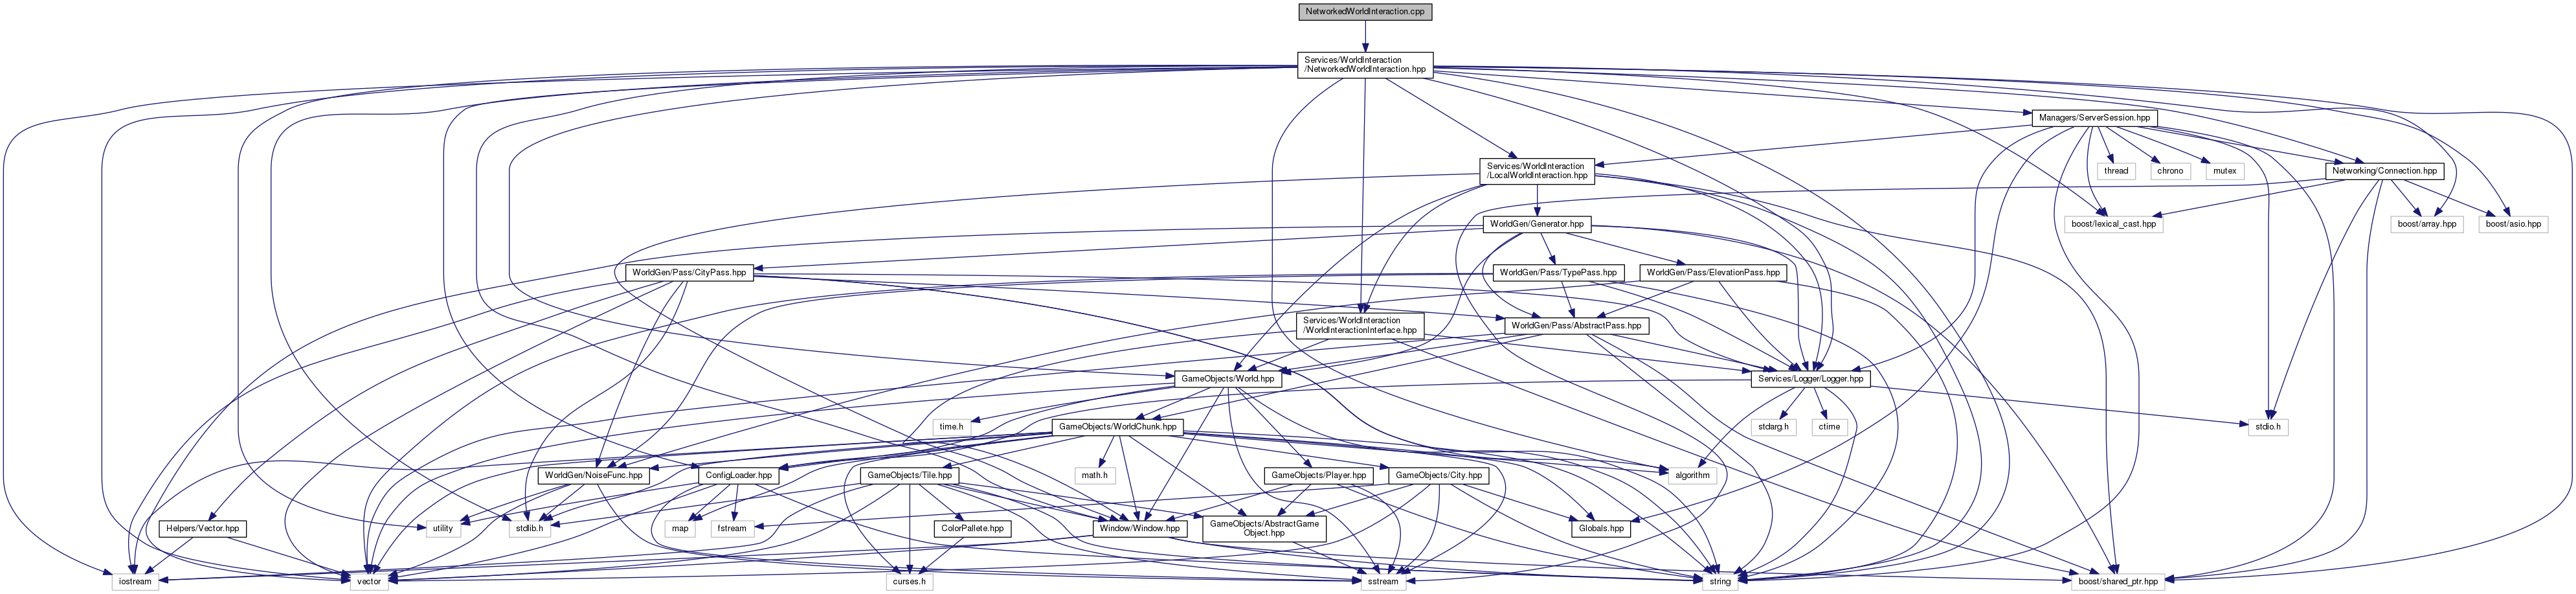 NetworkedWorldInteraction.cpp
Services/WorldInteraction
/NetworkedWorldInteraction.hpp
Managers/ServerSession.hpp
Services/WorldInteraction
/LocalWorldInteraction.hpp
thread
chrono
mutex
Networking/Connection.hpp
WorldGen/Generator.hpp
boost/lexical_cast.hpp
boost/array.hpp
boost/asio.hpp
WorldGen/Pass/CityPass.hpp
WorldGen/Pass/TypePass.hpp
WorldGen/Pass/ElevationPass.hpp
Services/WorldInteraction
/WorldInteractionInterface.hpp
WorldGen/Pass/AbstractPass.hpp
GameObjects/World.hpp
Services/Logger/Logger.hpp
time.h
GameObjects/WorldChunk.hpp
stdarg.h
ctime
stdio.h
WorldGen/NoiseFunc.hpp
ConfigLoader.hpp
GameObjects/Tile.hpp
math.h
GameObjects/Player.hpp
GameObjects/City.hpp
algorithm
Helpers/Vector.hpp
utility
stdlib.h
map
fstream
ColorPallete.hpp
Window/Window.hpp
GameObjects/AbstractGame
Object.hpp
Globals.hpp
iostream
vector
curses.h
sstream
string
boost/shared_ptr.hpp